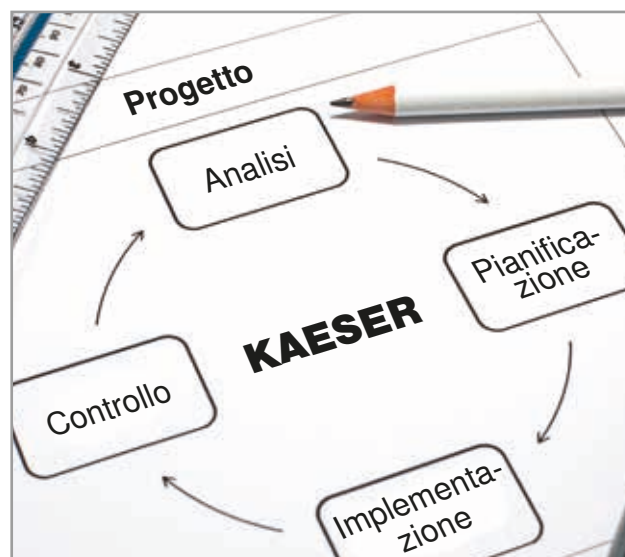 Progetto
Analisi
Pianifica-
zione
KAESER
Controllo
Implementa-
zione